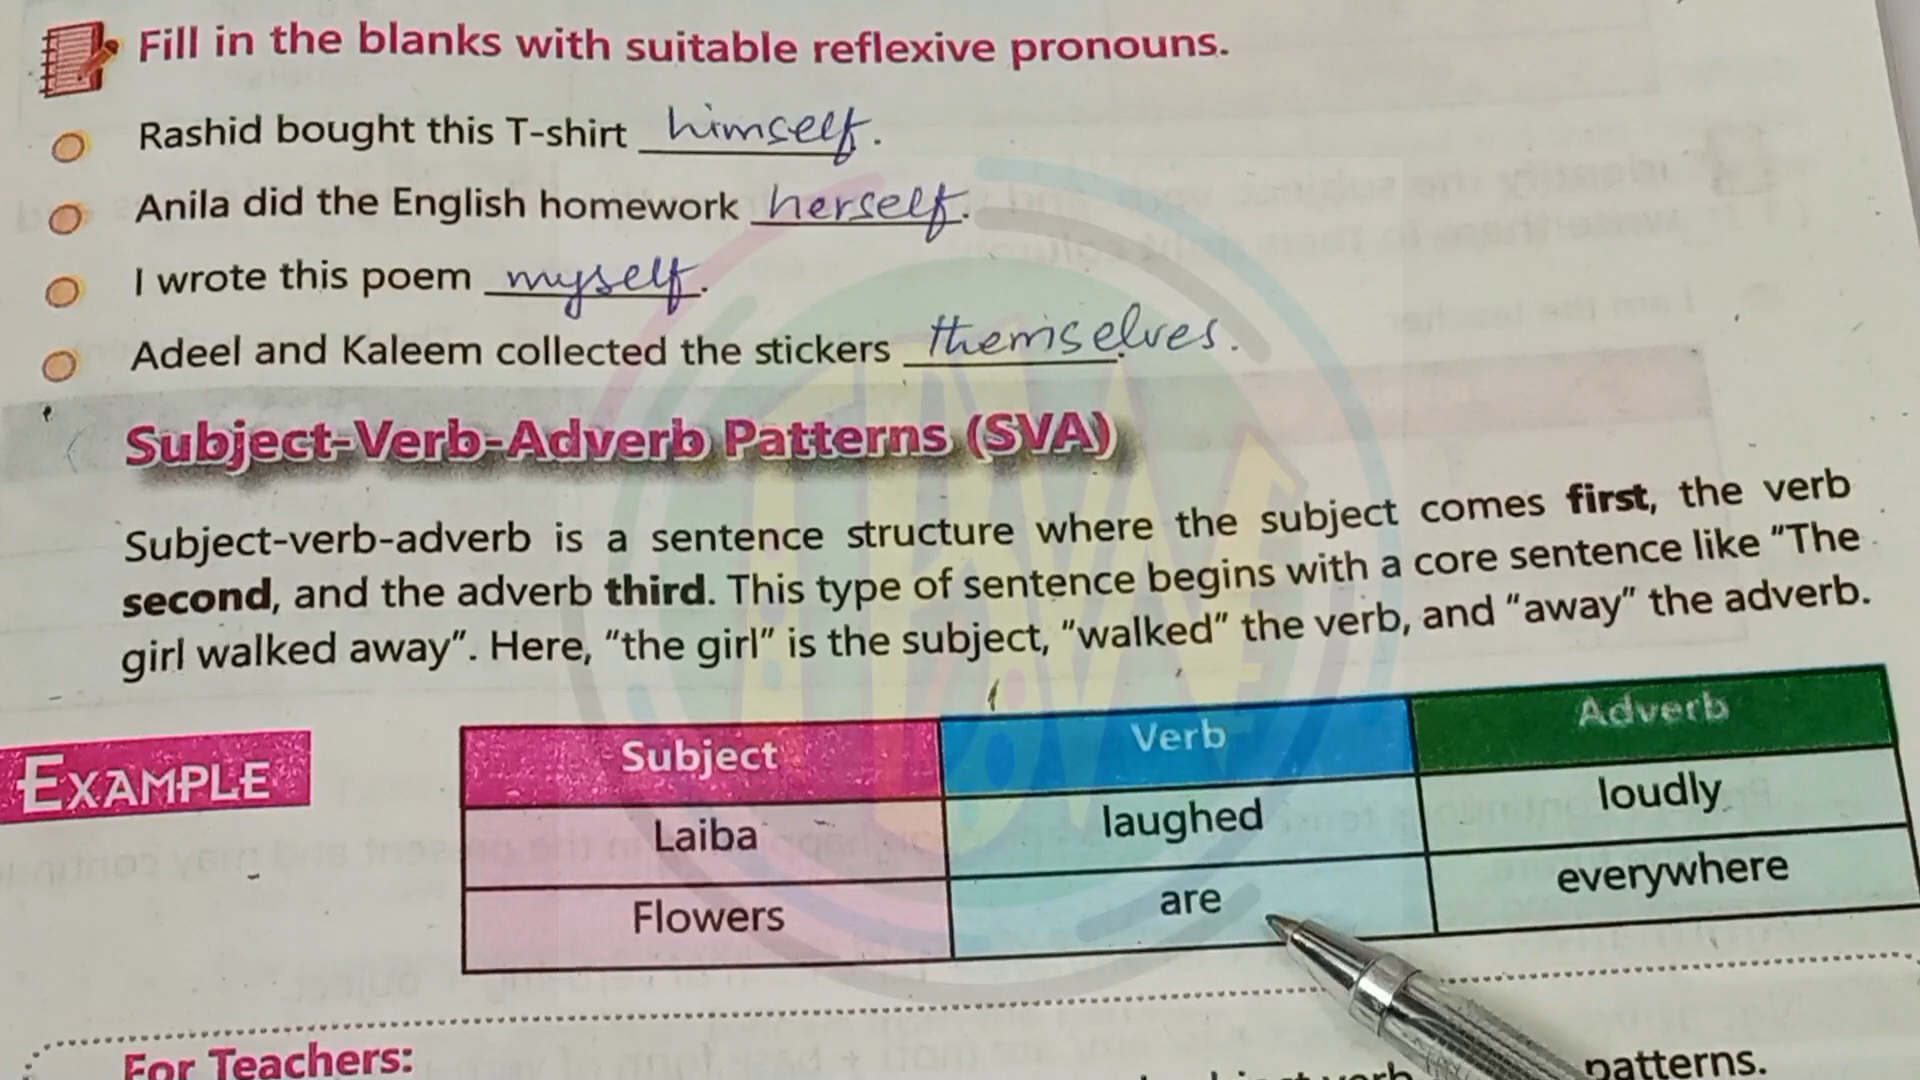 Fill in the blanks with suitable reflexive pronouns.
Rashid bought this T-shirt himself.
Anila did the English homework herself.
I wrote this poem myself.
Adeel and Kaleem collected the stickers themselves.
Subject-Verb-Adverb Patterns (SVA)
Subject-verb-adverb is a sentence structure where the subject comes first, the verb
second, and the adverb third. This type of sentence begins with a core sentence like "The
girl walked away". Here, "the girl" is the subject, "walked" the verb, and "away" the adverb.
EXAMPLE
Subject Verb Adverb
Laiba laughed loudly
Flowers are everywhere
For Teachers:
verb patterns.